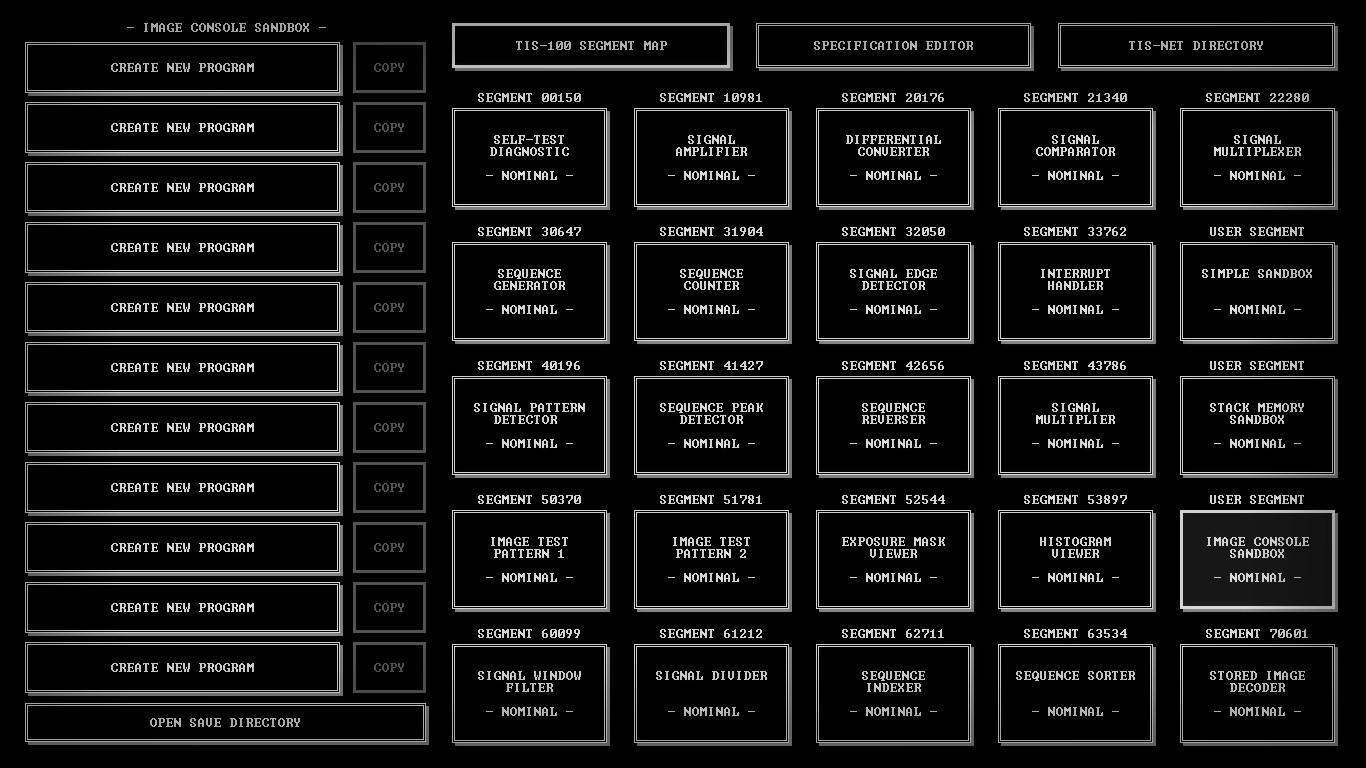 — IMAGE CONSOLE SANDBOX —
CREATE NEW PROGRAM
COPY
CREATE NEW PROGRAM
COPY
CREATE NEW PROGRAM
COPY
CREATE NEW PROGRAM
COPY
CREATE NEW PROGRAM
COPY
CREATE NEW PROGRAM
COPY
CREATE NEW PROGRAM
COPY
CREATE NEW PROGRAM
COPY
CREATE NEW PROGRAM
COPY
CREATE NEW PROGRAM
COPY
CREATE NEW PROGRAM
COPY
OPEN SAVE DIRECTORY
TIS-100 SEGMENT MAP
SPECIFICATION EDITOR
TIS-NET DIRECTORY
SEGMENT 00150
SELF-TEST
DIAGNOSTIC
— NOMINAL —
SEGMENT 10981
SIGNAL
AMPLIFIER
— NOMINAL —
SEGMENT 20176
DIFFERENTIAL
CONVERTER
— NOMINAL —
SEGMENT 21340
SIGNAL
COMPARATOR
— NOMINAL —
SEGMENT 22280
SIGNAL
MULTIPLEXER
— NOMINAL —
SEGMENT 30647
SEQUENCE
GENERATOR
— NOMINAL —
SEGMENT 31904
SEQUENCE
COUNTER
— NOMINAL —
SEGMENT 32050
SIGNAL EDGE
DETECTOR
— NOMINAL —
SEGMENT 33762
INTERRUPT
HANDLER
— NOMINAL —
USER SEGMENT
SIMPLE SANDBOX
— NOMINAL —
SEGMENT 40196
SIGNAL PATTERN
DETECTOR
— NOMINAL —
SEGMENT 41427
SEQUENCE PEAK
DETECTOR
— NOMINAL —
SEGMENT 42656
SEQUENCE
REVERSER
— NOMINAL —
SEGMENT 43786
SIGNAL
MULTIPLIER
— NOMINAL —
USER SEGMENT
STACK MEMORY
SANDBOX
— NOMINAL —
SEGMENT 50370
IMAGE TEST
PATTERN 1
— NOMINAL —
SEGMENT 51781
IMAGE TEST
PATTERN 2
— NOMINAL —
SEGMENT 52544
EXPOSURE MASK
VIEWER
— NOMINAL —
SEGMENT 53897
HISTOGRAM
VIEWER
— NOMINAL —
USER SEGMENT
IMAGE CONSOLE
SANDBOX
— NOMINAL —
SEGMENT 60099
SIGNAL WINDOW
FILTER
— NOMINAL —
SEGMENT 61212
SIGNAL DIVIDER
— NOMINAL —
SEGMENT 62711
SEQUENCE
INDEXER
— NOMINAL —
SEGMENT 63534
SEQUENCE SORTER
— NOMINAL —
SEGMENT 70601
STORED IMAGE
DECODER
— NOMINAL —